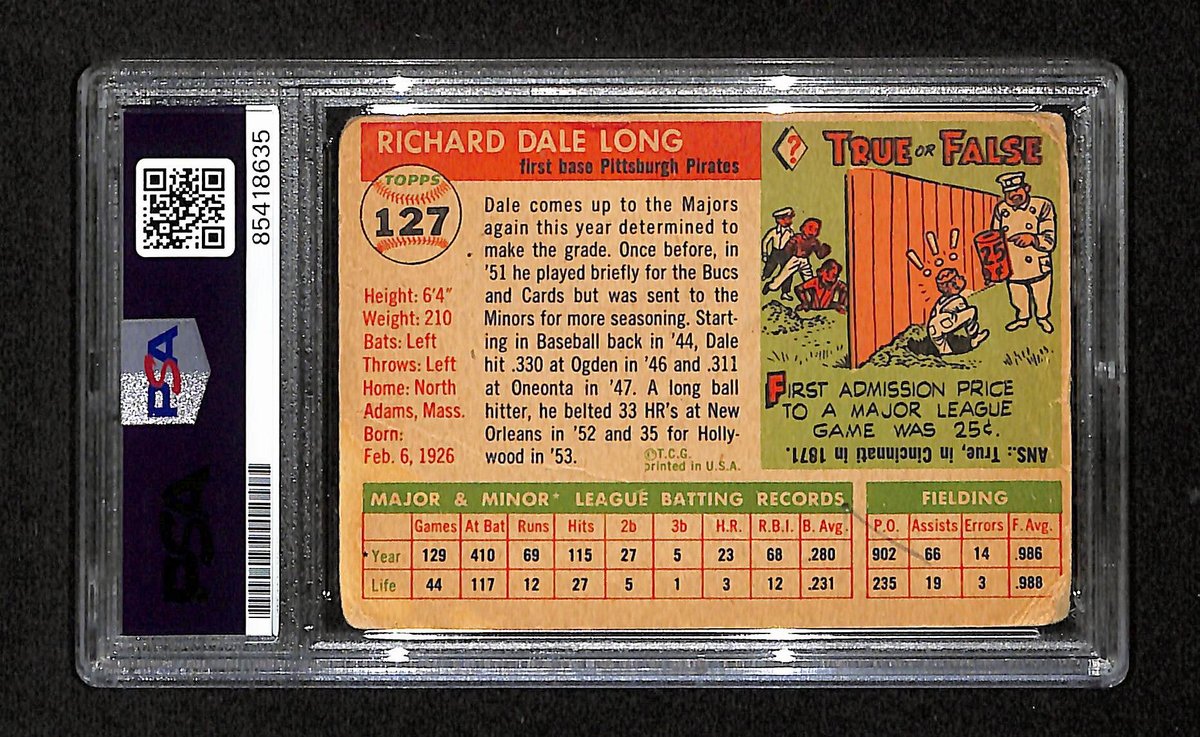 85418635
PSA
PSA
RICHARD DALE LONG
first base Pittsburgh Pirates
TOPPS
127
Dale comes up to the Majors
again this year determined to
make the grade. Once before, in
'51 he played briefly for the Bucs
and Cards but was sent to the
Minors for more seasoning. Start-
ing in Baseball back in '44, Dale
hit .330 at Ogden in '46 and .311
at Oneonta in '47. A long ball
hitter, he belted 33 HR's at New
Orleans in '52 and 35 for Holly-
wood in '53.
©T.C.G.
printed in U.S.A.
Height: 6'4"
Weight: 210
Bats: Left
Throws: Left
Home: North
Adams, Mass.
Born:
Feb. 6, 1926
?
TRUE OR FALSE
25
¢
!!!
FIRST ADMISSION PRICE
TO A MAJOR LEAGUE
GAME WAS 25¢.
ANS.: True, in Cincinnati in 1871.
MAJOR & MINOR* LEAGUE BATTING RECORDS FIELDING
Games At Bat Runs Hits 2b 3b H.R. R.B.I. B. Avg. P.O. Assists Errors F. Avg.
*Year 129 410 69 115 27 5 23 68 .280 902 66 14 .986
Life 44 117 12 27 5 1 3 12 .231 235 19 3 .988